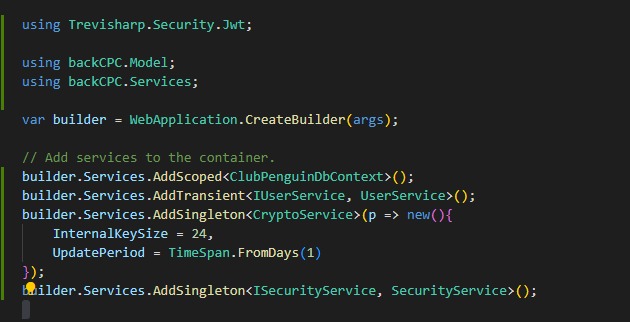 using Trevisharp.Security.Jwt;
using backCPC.Model;
using backCPC.Services;
var builder = WebApplication.CreateBuilder(args);
// Add services to the container.
builder.Services.AddScoped<ClubPenguinDbContext>();
builder.Services.AddTransient<IUserService, UserService>();
builder.Services.AddSingleton<CryptoService>(p => new(){
InternalKeySize = 24,
UpdatePeriod = TimeSpan.FromDays(1)
});
builder.Services.AddSingleton<ISecurityService, SecurityService>();